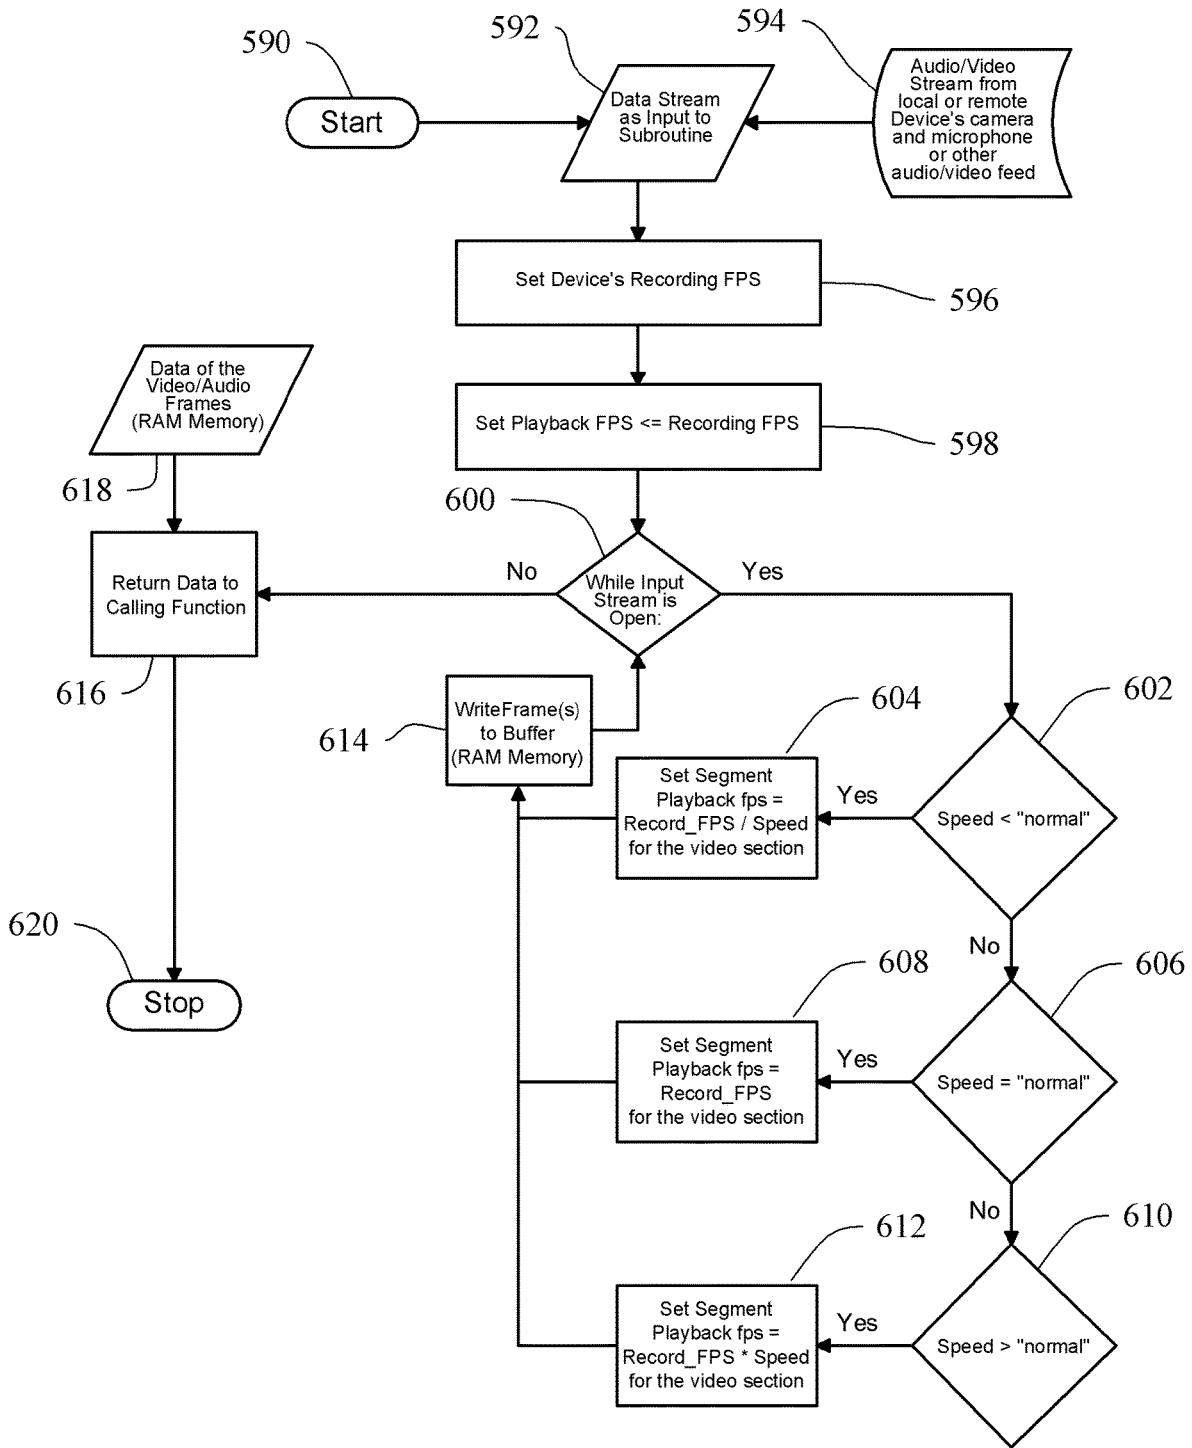 590
592
594
Start
Data Stream
as Input to
Subroutine
Audio/Video
Stream from
local or remote
Device's camera
and microphone
or other
audio/video feed
Set Device's Recording FPS
596
Data of the
Video/Audio
Frames
(RAM Memory)
618
Set Playback FPS <= Recording FPS
598
600
No
Yes
While Input
Stream is
Open:
Return Data to
Calling Function
616
WriteFrame(s)
to Buffer
(RAM Memory)
614
604
602
Set Segment
Playback fps =
Record_FPS / Speed
for the video section
Yes
Speed < "normal"
No
620
Stop
608
606
Set Segment
Playback fps =
Record_FPS
for the video section
Yes
Speed = "normal"
No
612
610
Set Segment
Playback fps =
Record_FPS * Speed
for the video section
Yes
Speed > "normal"